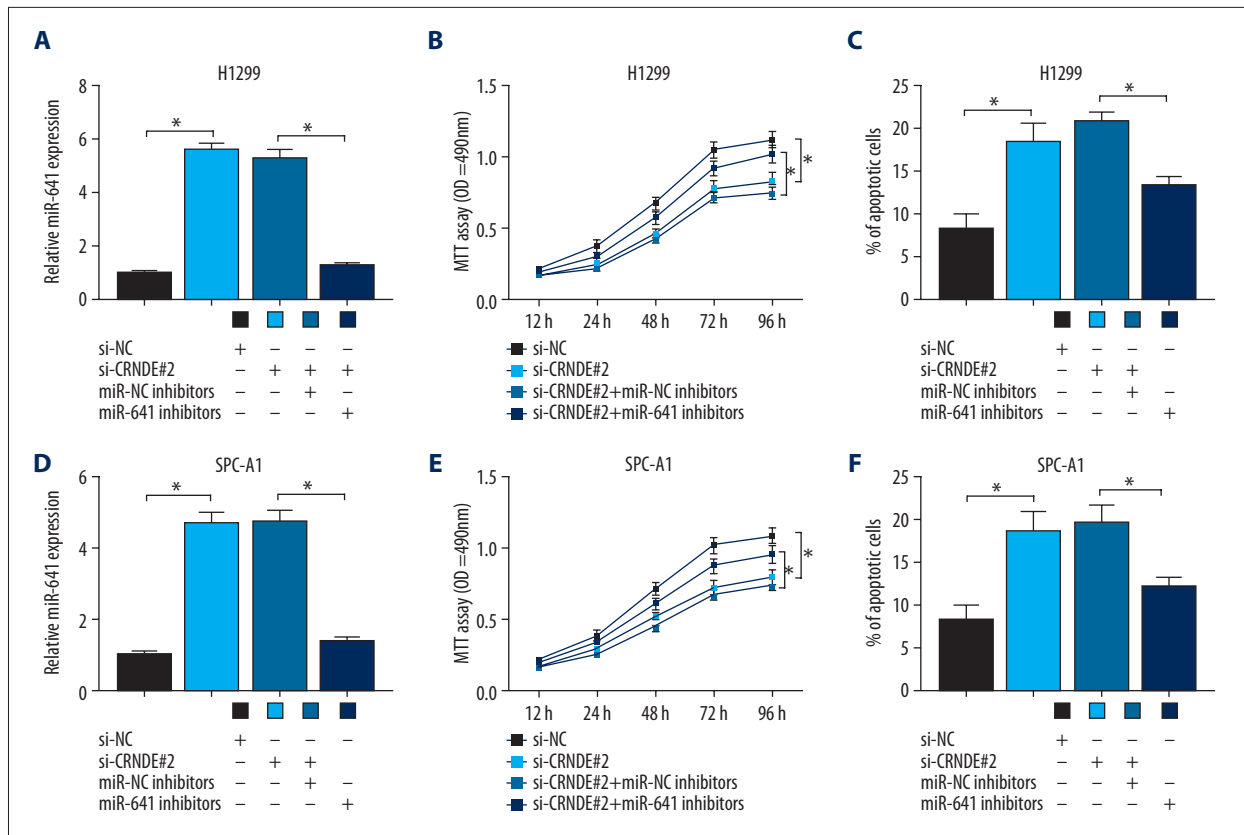 A
H1299
Relative miR-641 expression
8
6
4
2
0
*
*
si-NC + – – –
si-CRNDE#2 – + + +
miR-NC inhibitors – – + –
miR-641 inhibitors – – – +
B
H1299
MTT assay (OD =490nm)
1.5
1.0
0.5
0.0
12 h 24 h 48 h 72 h 96 h
*
*
si-NC
si-CRNDE#2
si-CRNDE#2+miR-NC inhibitors
si-CRNDE#2+miR-641 inhibitors
C
H1299
% of apoptotic cells
25
20
15
10
5
0
*
*
si-NC + – – –
si-CRNDE#2 – + +
miR-NC inhibitors – – + –
miR-641 inhibitors – – – +
D
SPC-A1
Relative miR-641 expression
6
4
2
0
*
*
si-NC + – – –
si-CRNDE#2 – + +
miR-NC inhibitors – – + –
miR-641 inhibitors – – – +
E
SPC-A1
MTT assay (OD =490nm)
1.5
1.0
0.5
0.0
12 h 24 h 48 h 72 h 96 h
*
*
si-NC
si-CRNDE#2
si-CRNDE#2+miR-NC inhibitors
si-CRNDE#2+miR-641 inhibitors
F
SPC-A1
% of apoptotic cells
25
20
15
10
5
0
*
*
si-NC + – – –
si-CRNDE#2 – + +
miR-NC inhibitors – – + –
miR-641 inhibitors – – – +